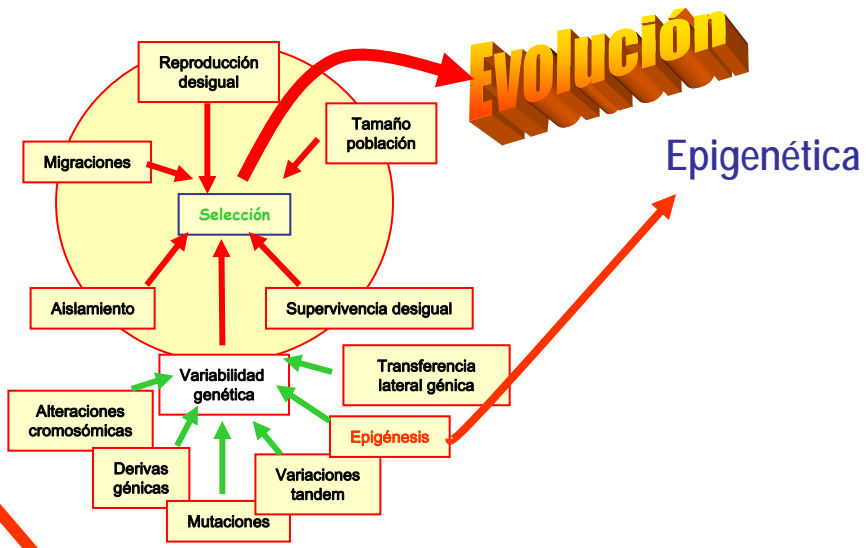 Evolución
Reproducción
desigual
Tamaño
población
Epigenética
Migraciones
Selección
Aislamiento
Supervivencia desigual
Variabilidad
genética
Transferencia
lateral génica
Alteraciones
cromosómicas
Epigénesis
Derivas
génicas
Variaciones
tandem
Mutaciones